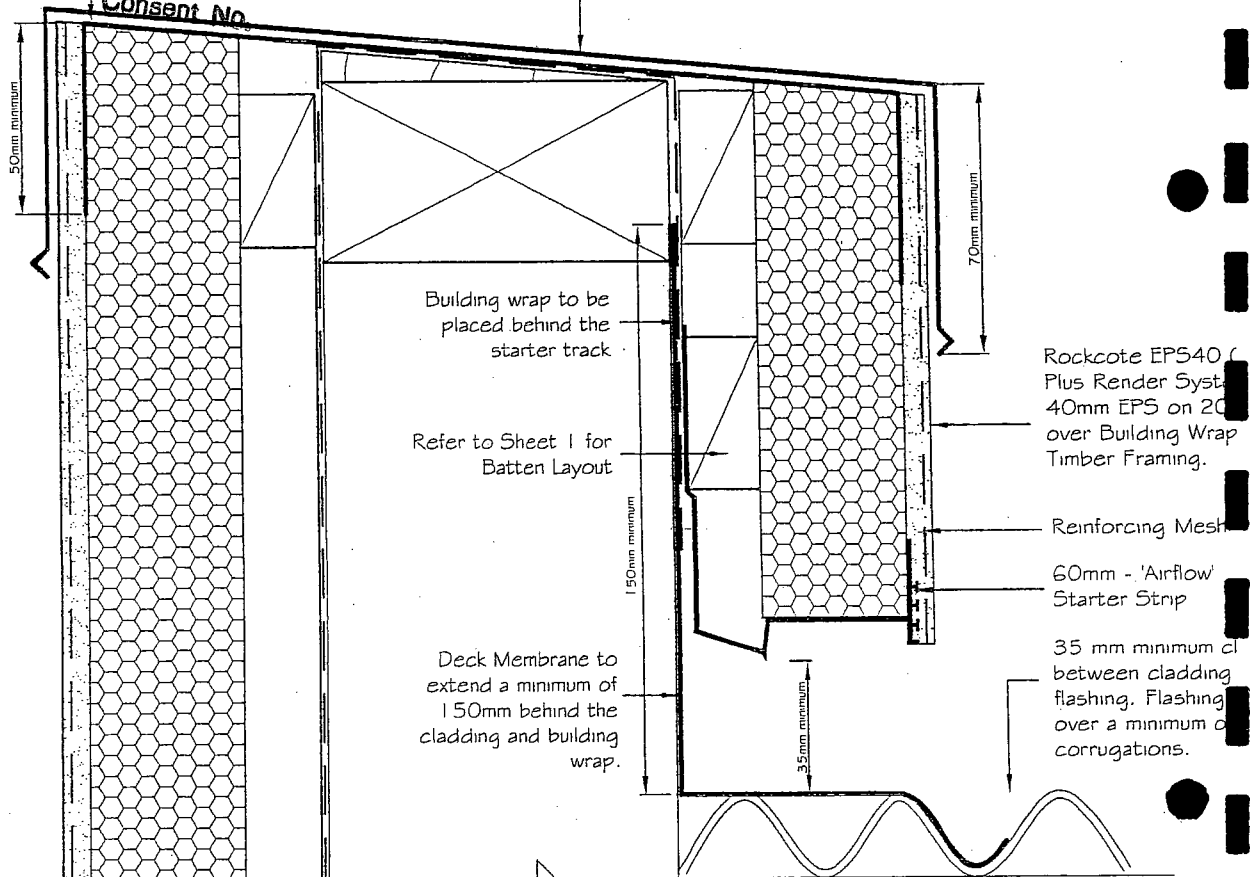 Consent No.
50mm minimum
70mm minimum
Building wrap to be
placed behind the
starter track
Refer to Sheet 1 for
Batten Layout
150mm minimum
Deck Membrane to
extend a minimum of
150mm behind the
cladding and building
wrap.
35mm minimum
Rockcote EPS40
Plus Render
40mm EPS on
over Building Wrap
Timber Framing.
Reinforcing Mesh
60mm - 'Airflow'
Starter Strip
35 mm minimum
between cladding
flashing. Flashing
over a minimum
corrugations.